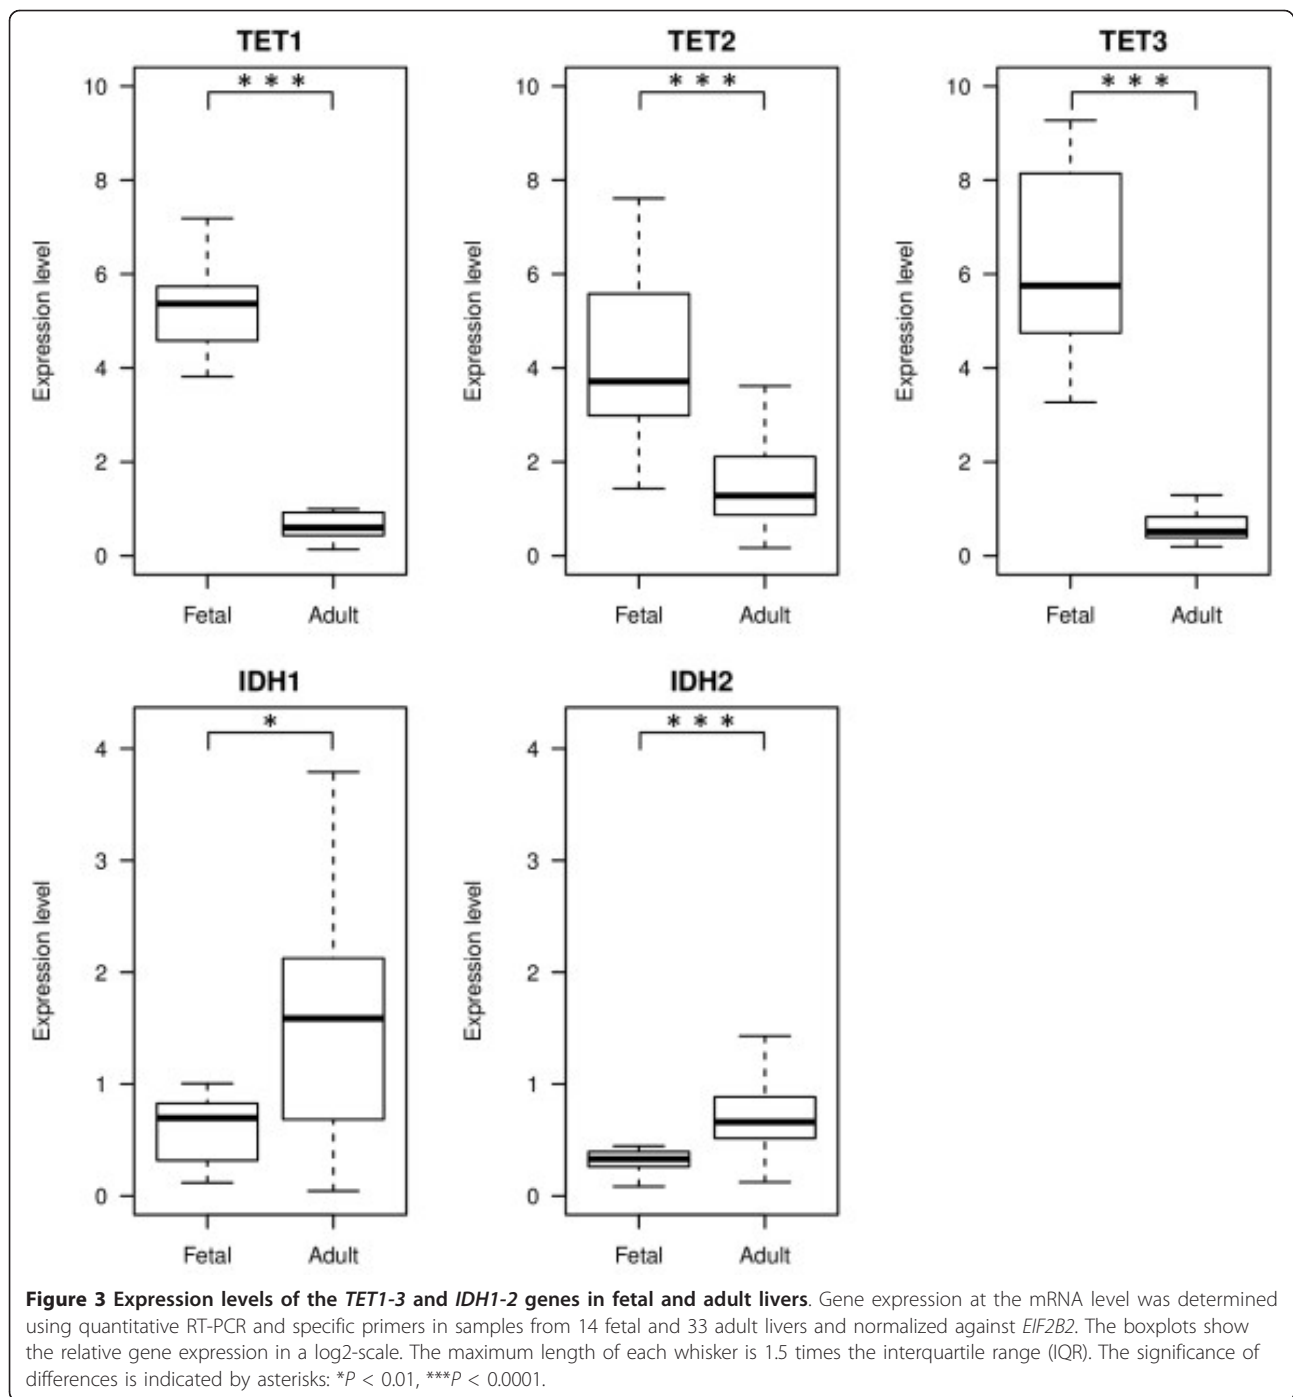 TET1
TET2
TET3
* * *
* * *
* * *
Expression level
10
8
6
4
2
0
Fetal
Adult
Expression level
10
8
6
4
2
0
Fetal
Adult
Expression level
10
8
6
4
2
0
Fetal
Adult
IDH1
IDH2
*
* * *
Expression level
4
3
2
1
0
Fetal
Adult
Expression level
4
3
2
1
0
Fetal
Adult
Figure 3 Expression levels of the TET1-3 and IDH1-2 genes in fetal and adult livers. Gene expression at the mRNA level was determined
using quantitative RT-PCR and specific primers in samples from 14 fetal and 33 adult livers and normalized against EIF2B2. The boxplots show
the relative gene expression in a log2-scale. The maximum length of each whisker is 1.5 times the interquartile range (IQR). The significance of
differences is indicated by asterisks: *P < 0.01, ***P < 0.0001.